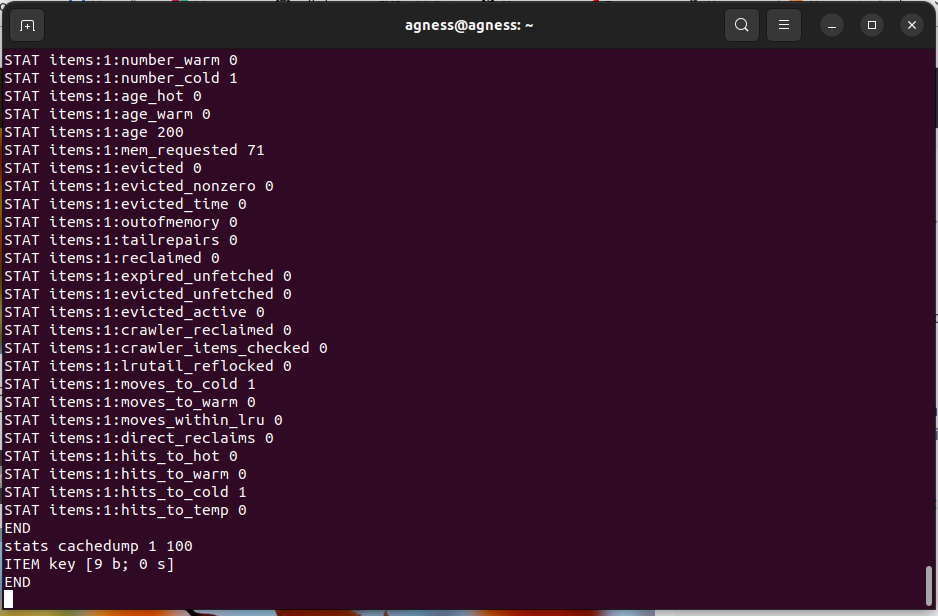 agness@agness: ~
STAT items:1:number_warm 0
STAT items:1:number_cold 1
STAT items:1:age_hot 0
STAT items:1:age_warm 0
STAT items:1:age 200
STAT items:1:mem_requested 71
STAT items:1:evicted 0
STAT items:1:evicted_nonzero 0
STAT items:1:evicted_time 0
STAT items:1:outofmemory 0
STAT items:1:tailrepairs 0
STAT items:1:reclaimed 0
STAT items:1:expired_unfetched 0
STAT items:1:evicted_unfetched 0
STAT items:1:evicted_active 0
STAT items:1:crawler_reclaimed 0
STAT items:1:crawler_items_checked 0
STAT items:1:lrutail_reflocked 0
STAT items:1:moves_to_cold 1
STAT items:1:moves_to_warm 0
STAT items:1:moves_within_lru 0
STAT items:1:direct_reclaims 0
STAT items:1:hits_to_hot 0
STAT items:1:hits_to_warm 0
STAT items:1:hits_to_cold 1
STAT items:1:hits_to_temp 0
END
stats cachedump 1 100
ITEM key [9 b; 0 s]
END